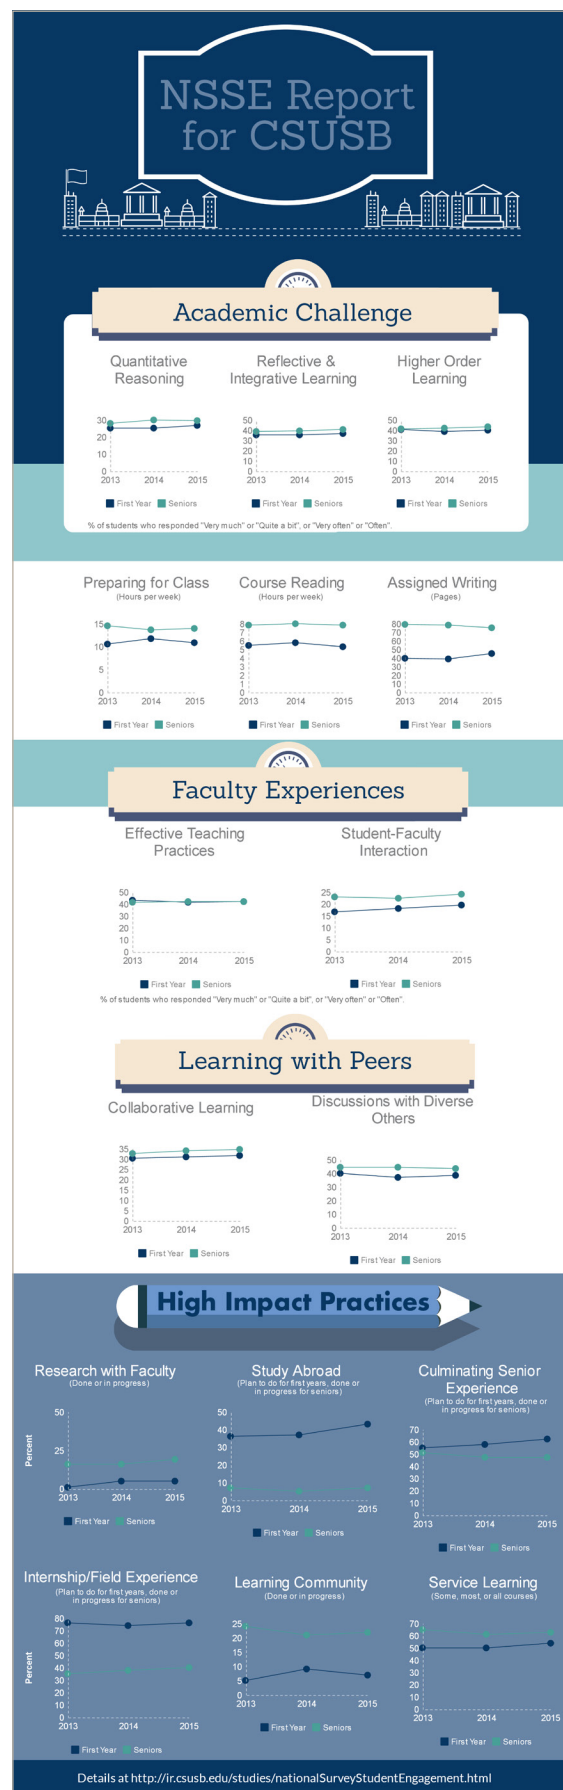 NSSE Report
for CSUSB
Academic Challenge
Quantitative
Reasoning
30
20
10
0
2013 2014 2015
First Year Seniors
Reflective &
Integrative Learning
50
40
30
20
10
0
2013 2014 2015
First Year Seniors
Higher Order
Learning
50
40
30
20
10
0
2013 2014 2015
First Year Seniors
% of students who responded "Very much" or "Quite a bit", or "Very often" or "Often".
Preparing for Class
(Hours per week)
15
10
5
0
2013 2014 2015
First Year Seniors
Course Reading
(Hours per week)
8
7
6
5
4
3
2
1
0
2013 2014 2015
First Year Seniors
Assigned Writing
(Pages)
80
70
60
50
40
30
20
10
0
2013 2014 2015
First Year Seniors
Faculty Experiences
Effective Teaching
Practices
50
40
30
20
10
0
2013 2014 2015
First Year Seniors
Student-Faculty
Interaction
25
20
15
10
5
0
2013 2014 2015
First Year Seniors
% of students who responded "Very much" or "Quite a bit", or "Very often" or "Often".
Learning with Peers
Collaborative Learning
35
30
25
20
15
10
5
0
2013 2014 2015
First Year Seniors
Discussions with Diverse
Others
50
40
30
20
10
0
2013 2014 2015
First Year Seniors
High Impact Practices
Research with Faculty
(Done or in progress)
Percent
50
25
0
2013 2014 2015
First Year Seniors
Study Abroad
(Plan to do for first years, done or
in progress for seniors)
50
40
30
20
10
0
2013 2014 2015
First Year Seniors
Culminating Senior
Experience
(Plan to do for first years, done or
in progress for seniors)
70
60
50
40
30
20
10
0
2013 2014 2015
First Year Seniors
Internship/Field Experience
(Plan to do for first years, done or
in progress for seniors)
Percent
80
70
60
50
40
30
20
10
0
2013 2014 2015
First Year Seniors
Learning Community
(Done or in progress)
25
20
15
10
5
0
2013 2014 2015
First Year Seniors
Service Learning
(Some, most, or all courses)
70
60
50
40
30
20
10
0
2013 2014 2015
First Year Seniors
Details at http://ir.csusb.edu/studies/nationalSurveyStudentEngagement.html